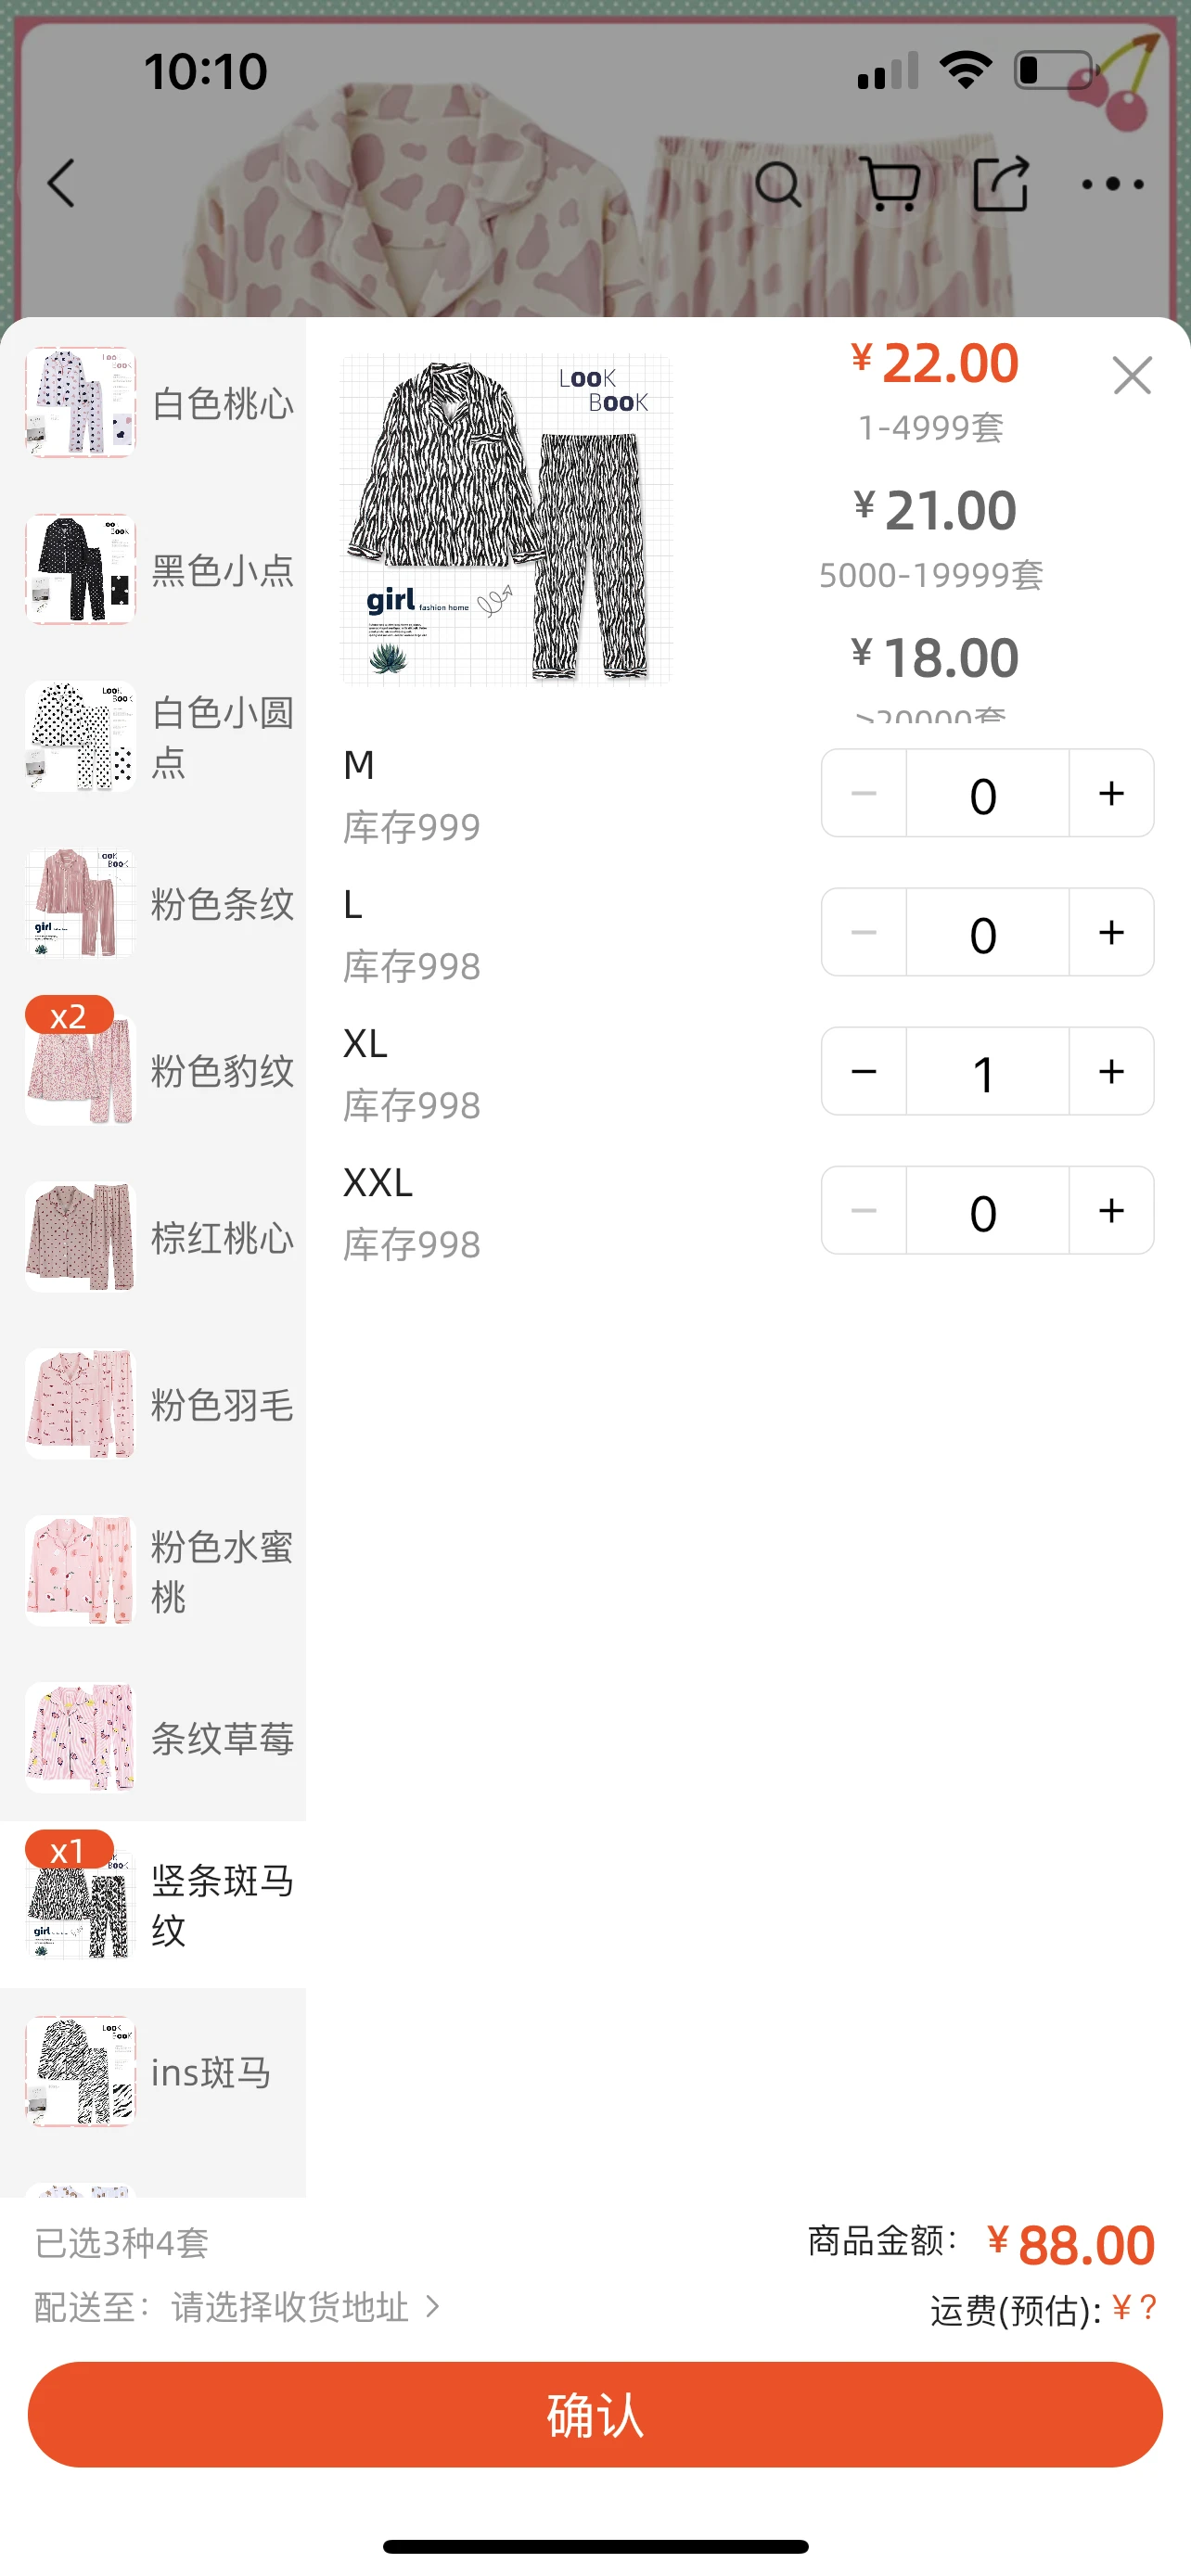 10:10
白色桃心
黑色小点
白色小圆
点
粉色条纹
x2
粉色豹纹
棕红桃心
粉色羽毛
粉色水蜜
桃
条纹草莓
x1
竖条斑马
纹
ins斑马
LooK
BooK
girl fashion home
¥22.00
1-4999套
¥21.00
5000-19999套
¥18.00
≥20000套
M
库存999
0
L
库存998
0
XL
库存998
1
XXL
库存998
0
已选3种4套
商品金额: ¥88.00
配送至: 请选择收货地址
运费(预估): ¥?
确认